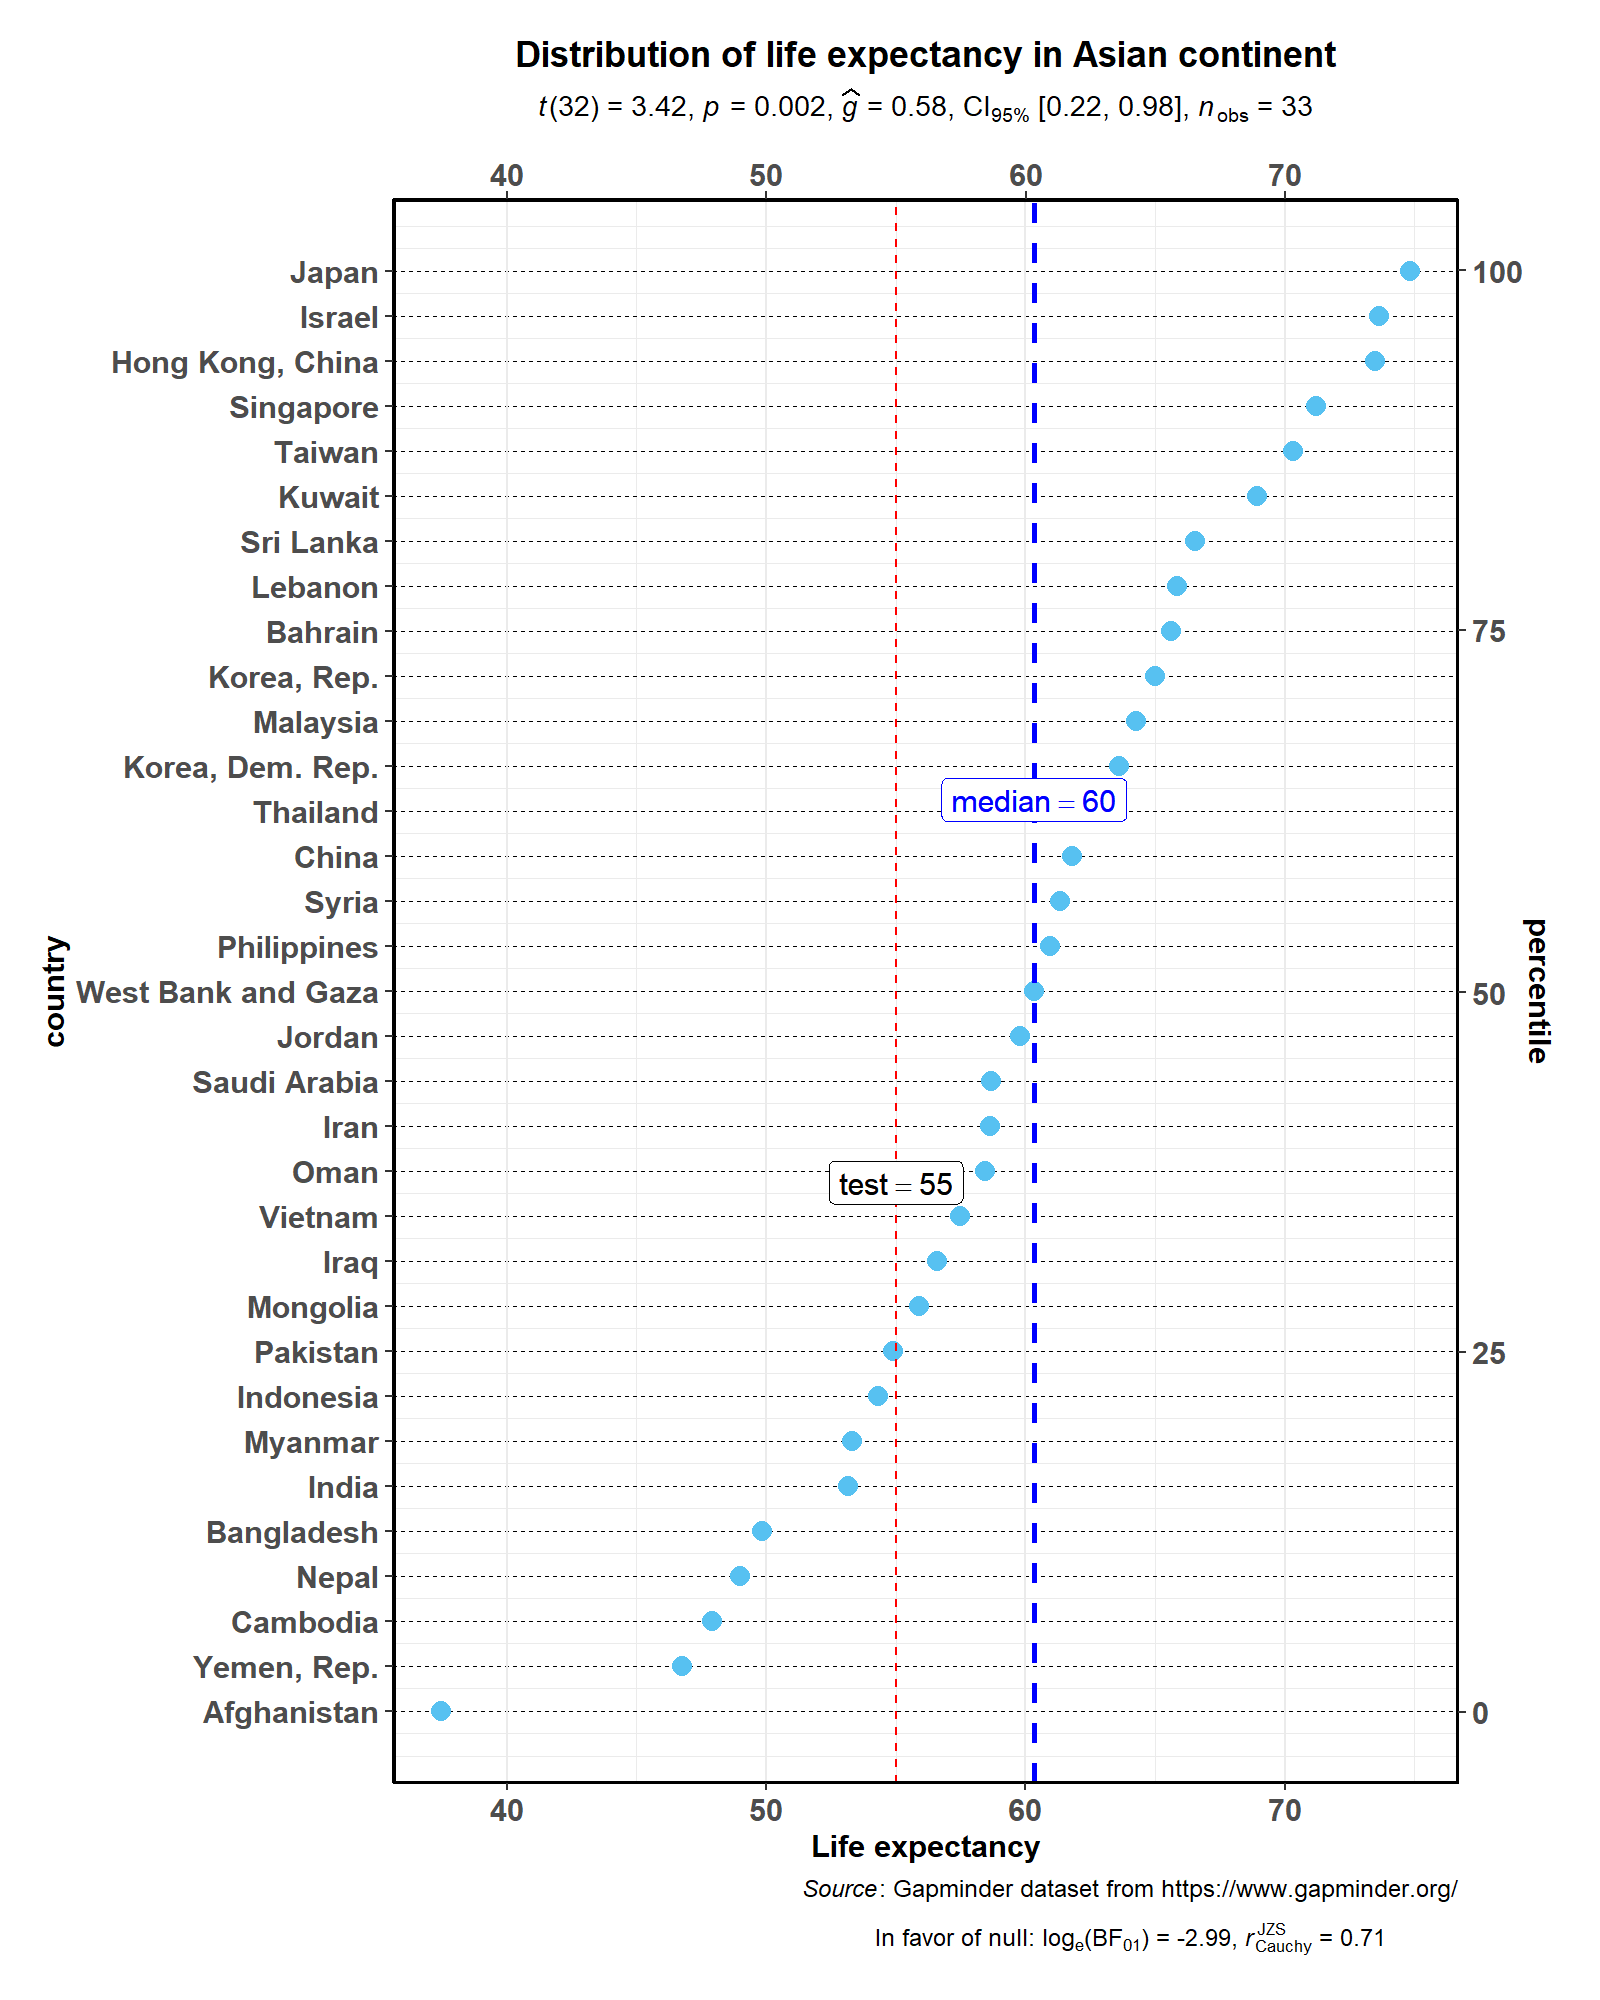 Distribution of life expectancy in Asian continent
t(32) = 3.42, p = 0.002, ĝ = 0.58, CI95% [0.22, 0.98], nobs = 33
40 50 60 70
Japan
Israel
Hong Kong, China
Singapore
Taiwan
Kuwait
Sri Lanka
Lebanon
Bahrain
Korea, Rep.
Malaysia
Korea, Dem. Rep.
Thailand
China
Syria
Philippines
West Bank and Gaza
Jordan
Saudi Arabia
Iran
Oman
Vietnam
Iraq
Mongolia
Pakistan
Indonesia
Myanmar
India
Bangladesh
Nepal
Cambodia
Yemen, Rep.
Afghanistan
country
median = 60
test = 55
100
75
50
25
0
percentile
40 50 60 70
Life expectancy
Source: Gapminder dataset from https://www.gapminder.org/
In favor of null: loge(BF01) = -2.99, rCauchyJZS = 0.71